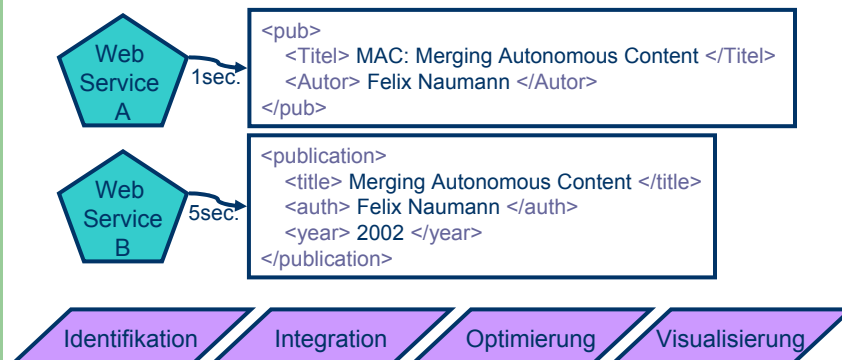 Web
Service
A
1sec.
<pub>
<Titel> MAC: Merging Autonomous Content </Titel>
<Autor> Felix Naumann </Autor>
</pub>
Web
Service
B
5sec.
<publication>
<title> Merging Autonomous Content </title>
<auth> Felix Naumann </auth>
<year> 2002 </year>
</publication>
Identifikation
Integration
Optimierung
Visualisierung